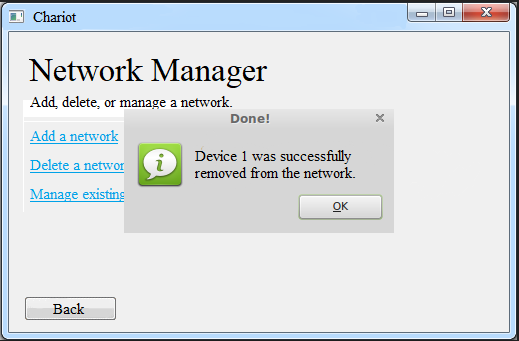 Chariot
Network Manager
Add, delete, or manage a network.
Add a network
Delete a networ
Manage existing
Done!
Device 1 was successfully
removed from the network.
OK
Back